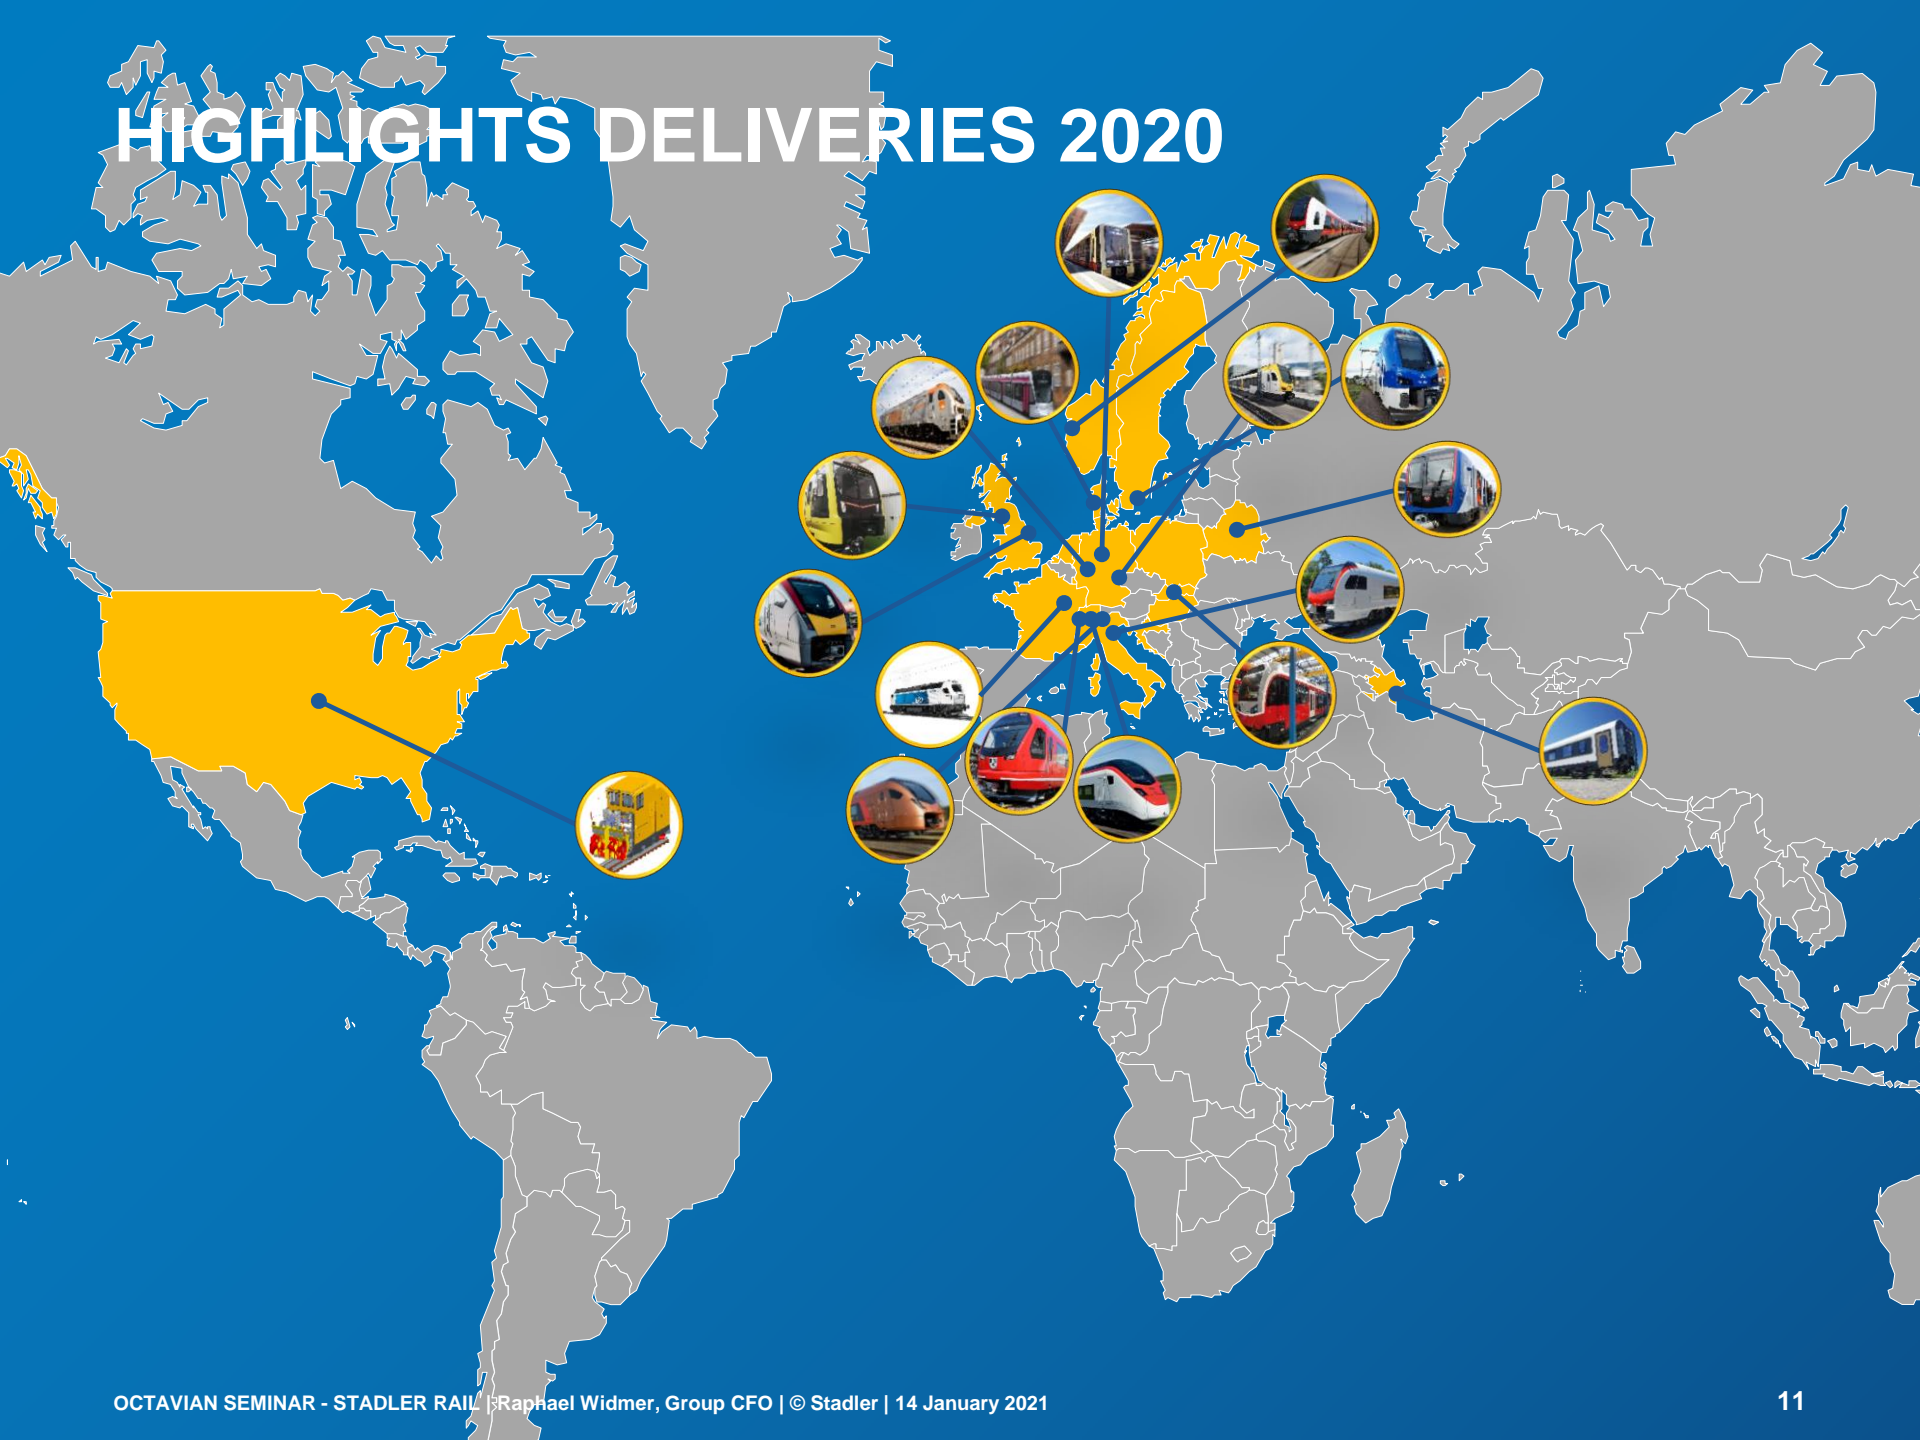 HIGHLIGHTS DELIVERIES 2020
OCTAVIAN SEMINAR - STADLER RAIL | Raphael Widmer, Group CFO | © Stadler | 14 January 2021
11